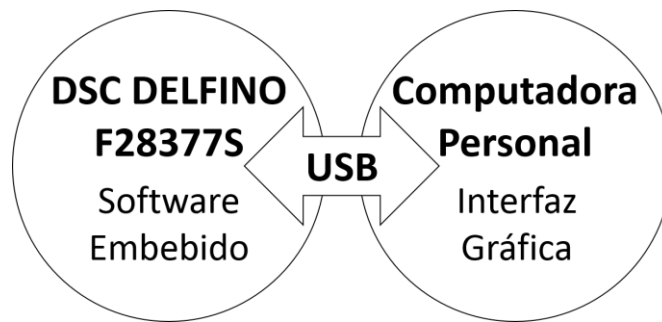 DSC DELFINO
F28377S
Software
Embebido
USB
Computadora
Personal
Interfaz
Gráfica